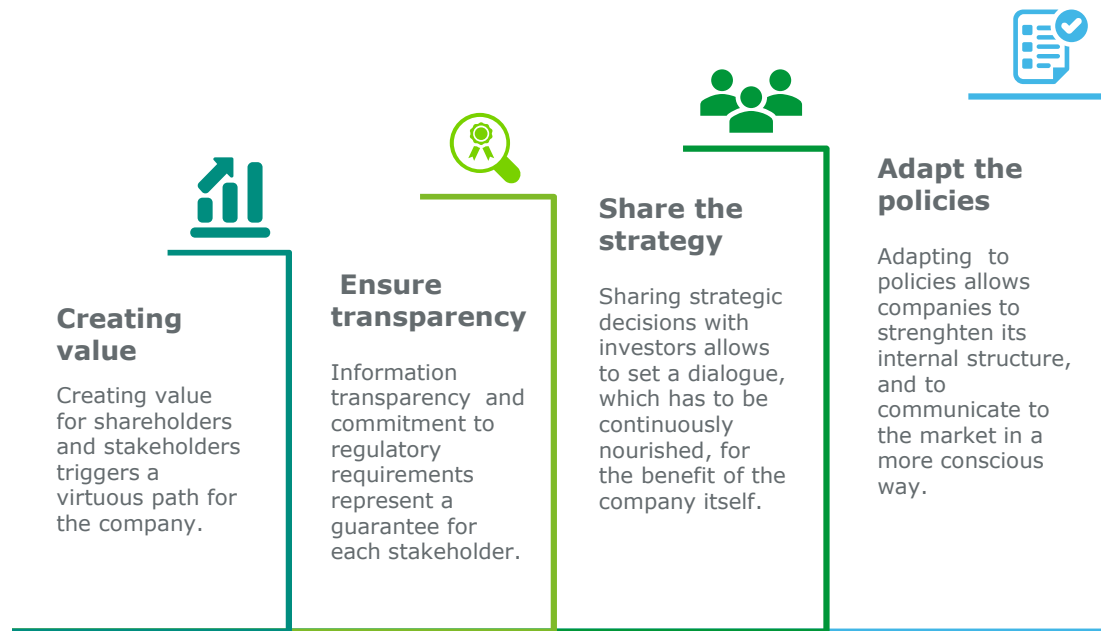 Creating
value
Creating value
for shareholders
and stakeholders
triggers a
virtuous path for
the company.
Ensure
transparency
Information
transparency and
commitment to
regulatory
requirements
represent a
guarantee for
each stakeholder.
Share the
strategy
Sharing strategic
decisions with
investors allows
to set a dialogue,
which has to be
continuously
nourished, for
the benefit of the
company itself.
Adapt the
policies
Adapting to
policies allows
companies to
strenghten its
internal structure,
and to
communicate to
the market in a
more conscious
way.